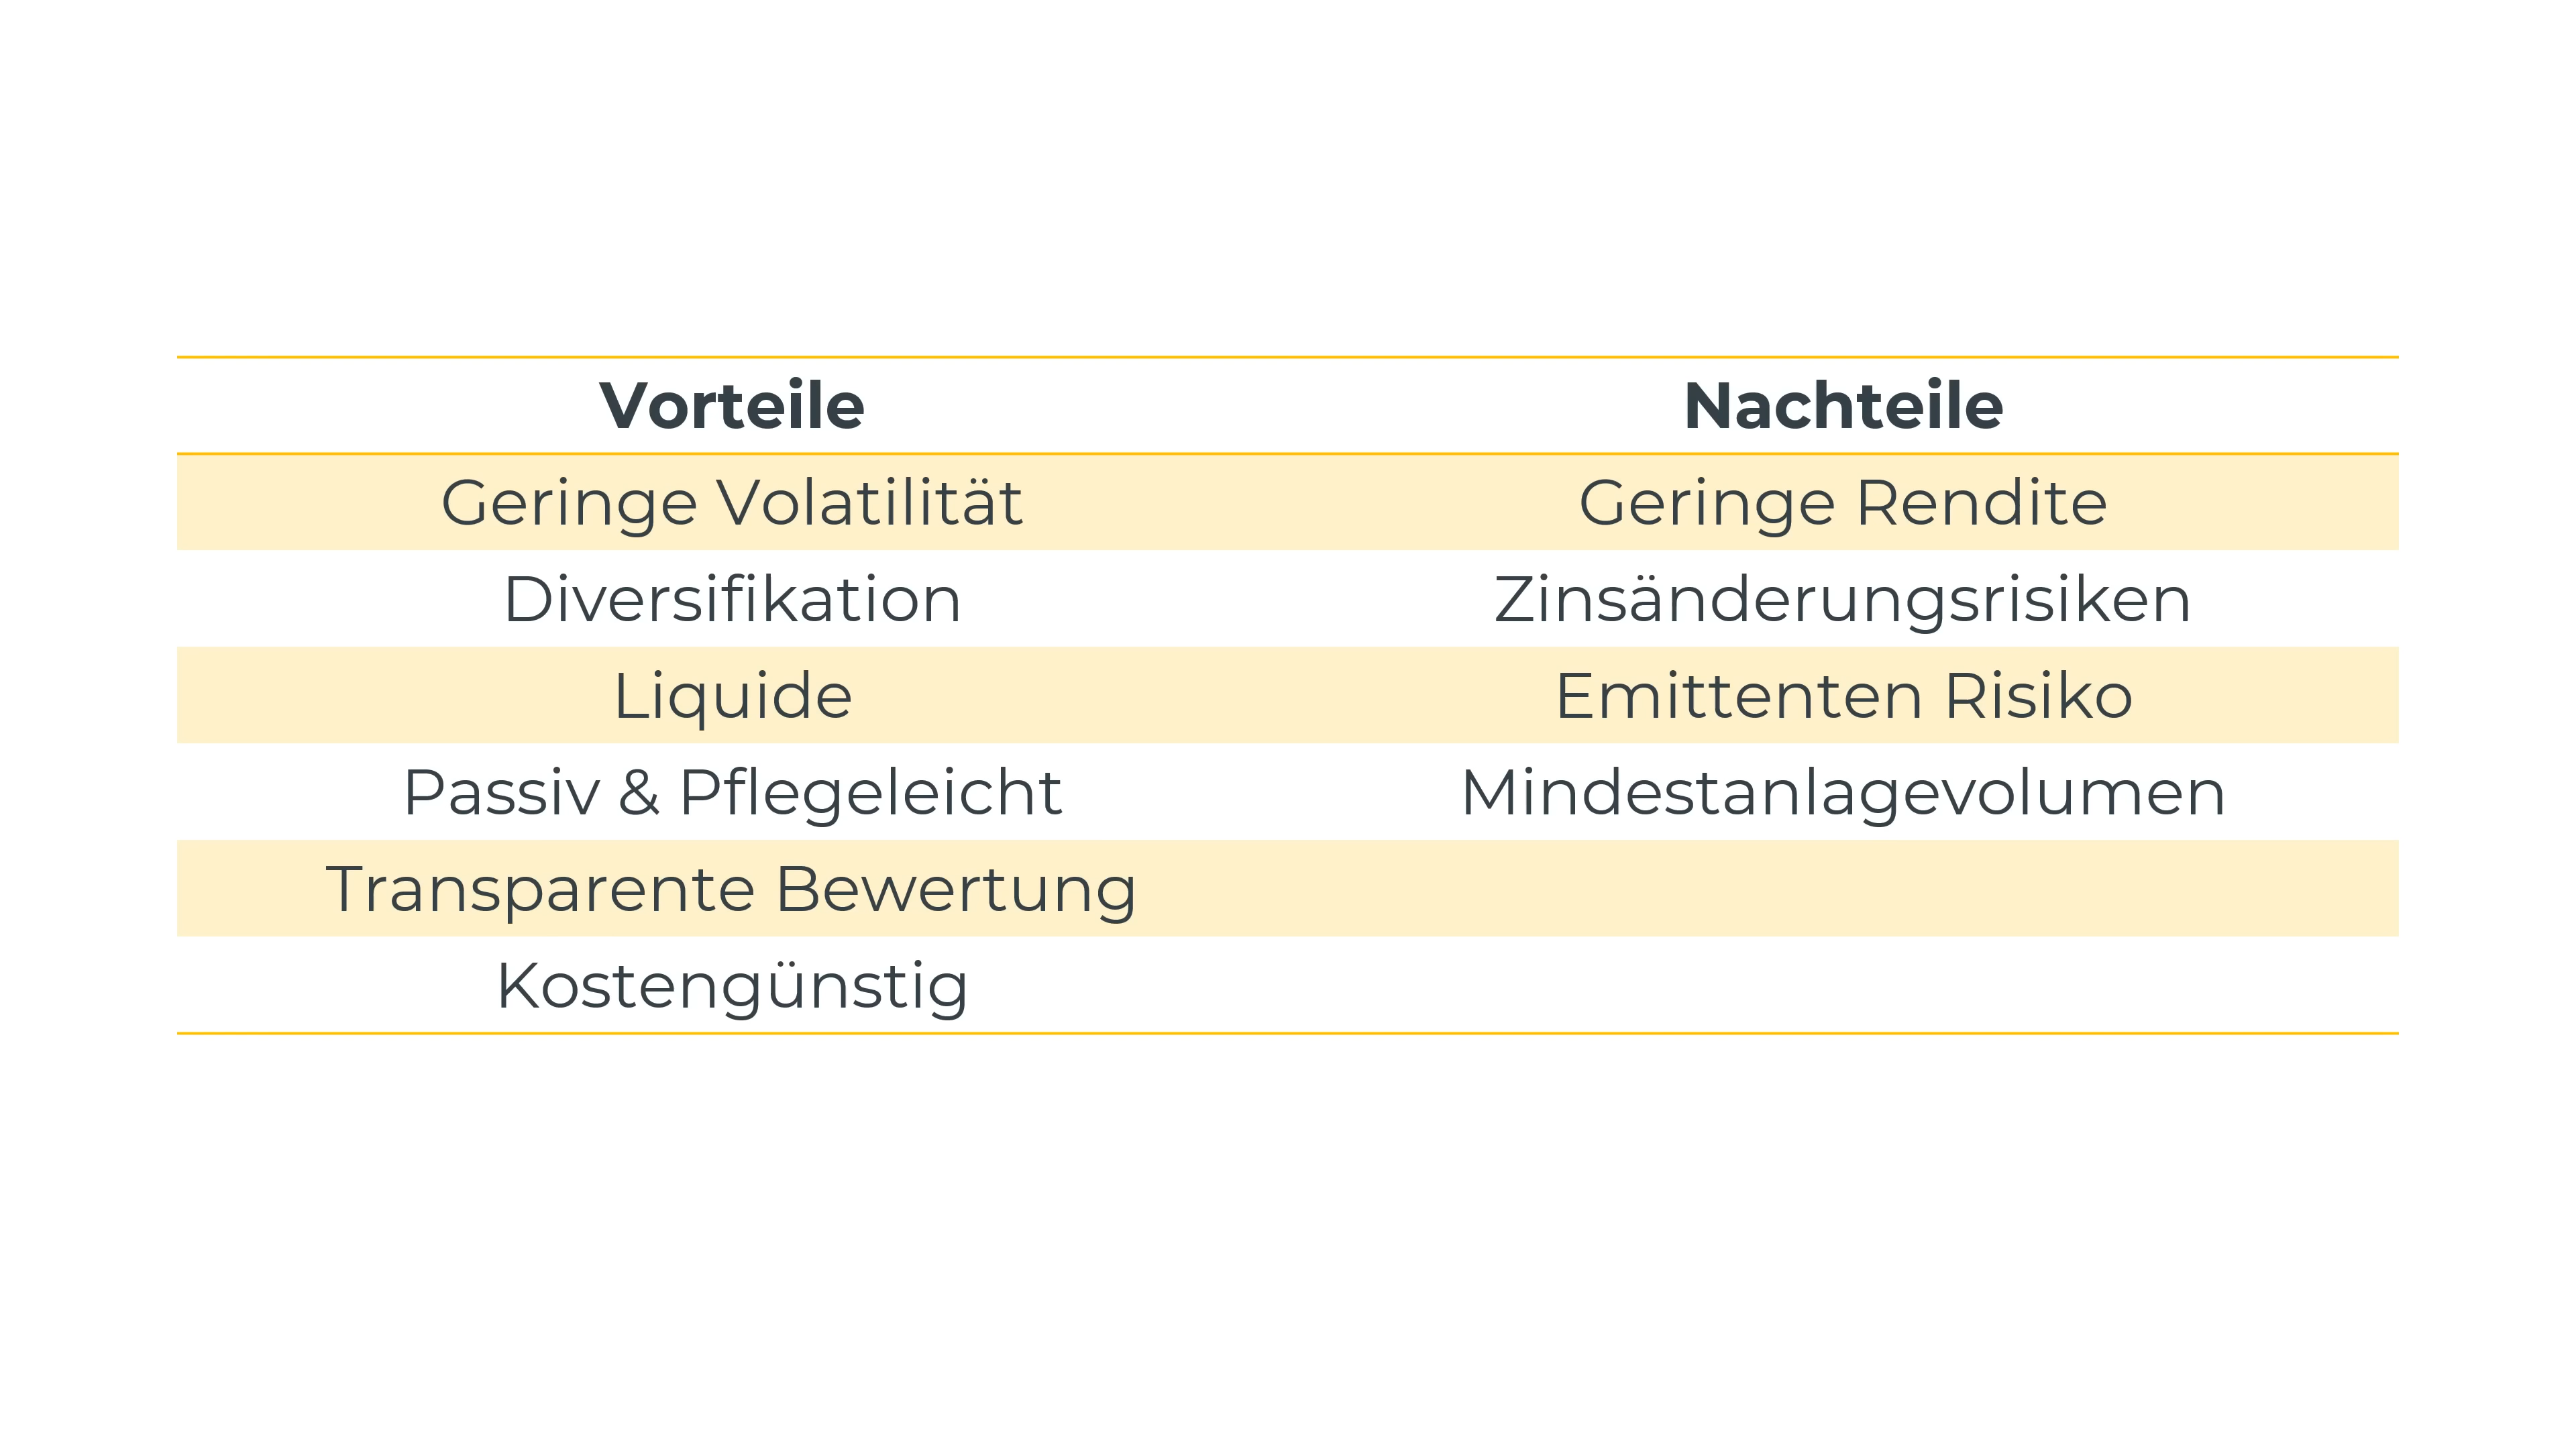 Vorteile Nachteile
Geringe Volatilität Geringe Rendite
Diversifikation Zinsänderungsrisiken
Liquide Emittenten Risiko
Passiv & Pflegeleicht Mindestanlagevolumen
Transparente Bewertung
Kostengünstig